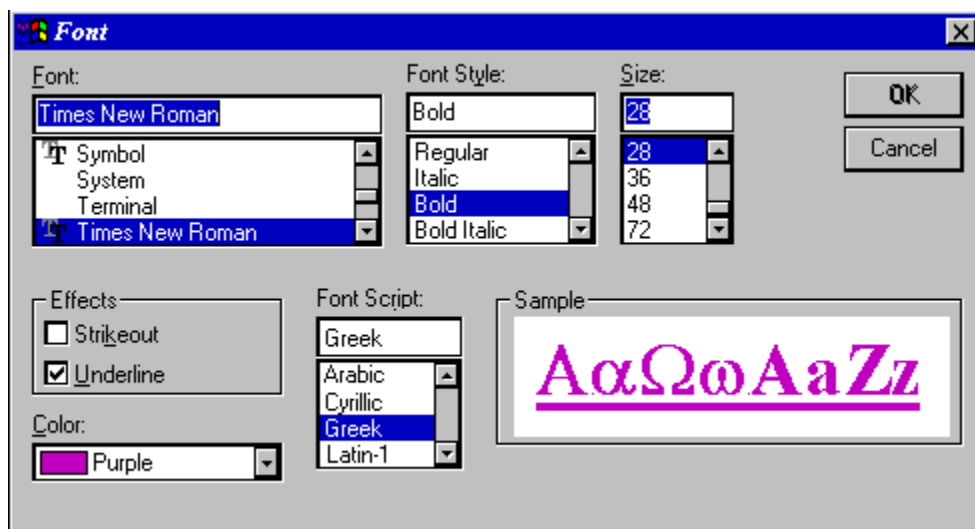 Font
Font:
Times New Roman
Symbol
System
Terminal
Times New Roman
Font Style:
Bold
Regular
Italic
Bold
Bold Italic
Size:
28
28
36
48
72
OK
Cancel
Effects
Strikeout
Underline
Color:
Purple
Font Script:
Greek
Arabic
Cyrillic
Greek
Latin-1
Sample
ΑαΩωAaZz